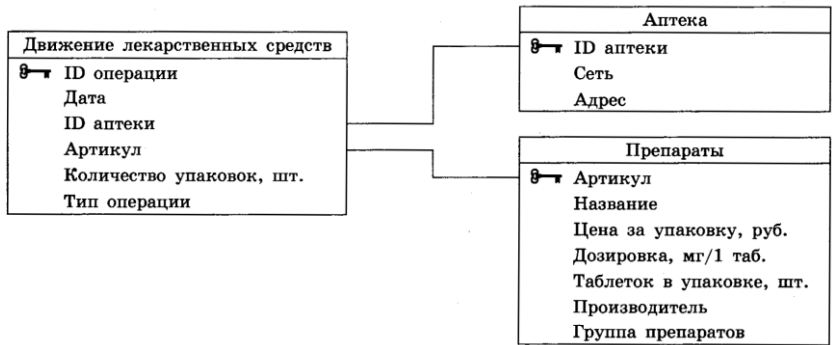 Движение лекарственных средств
ID операции
Дата
ID аптеки
Артикул
Количество упаковок, шт.
Тип операции
Аптека
ID аптеки
Сеть
Адрес
Препараты
Артикул
Название
Цена за упаковку, руб.
Дозировка, мг/1 таб.
Таблеток в упаковке, шт.
Производитель
Группа препаратов